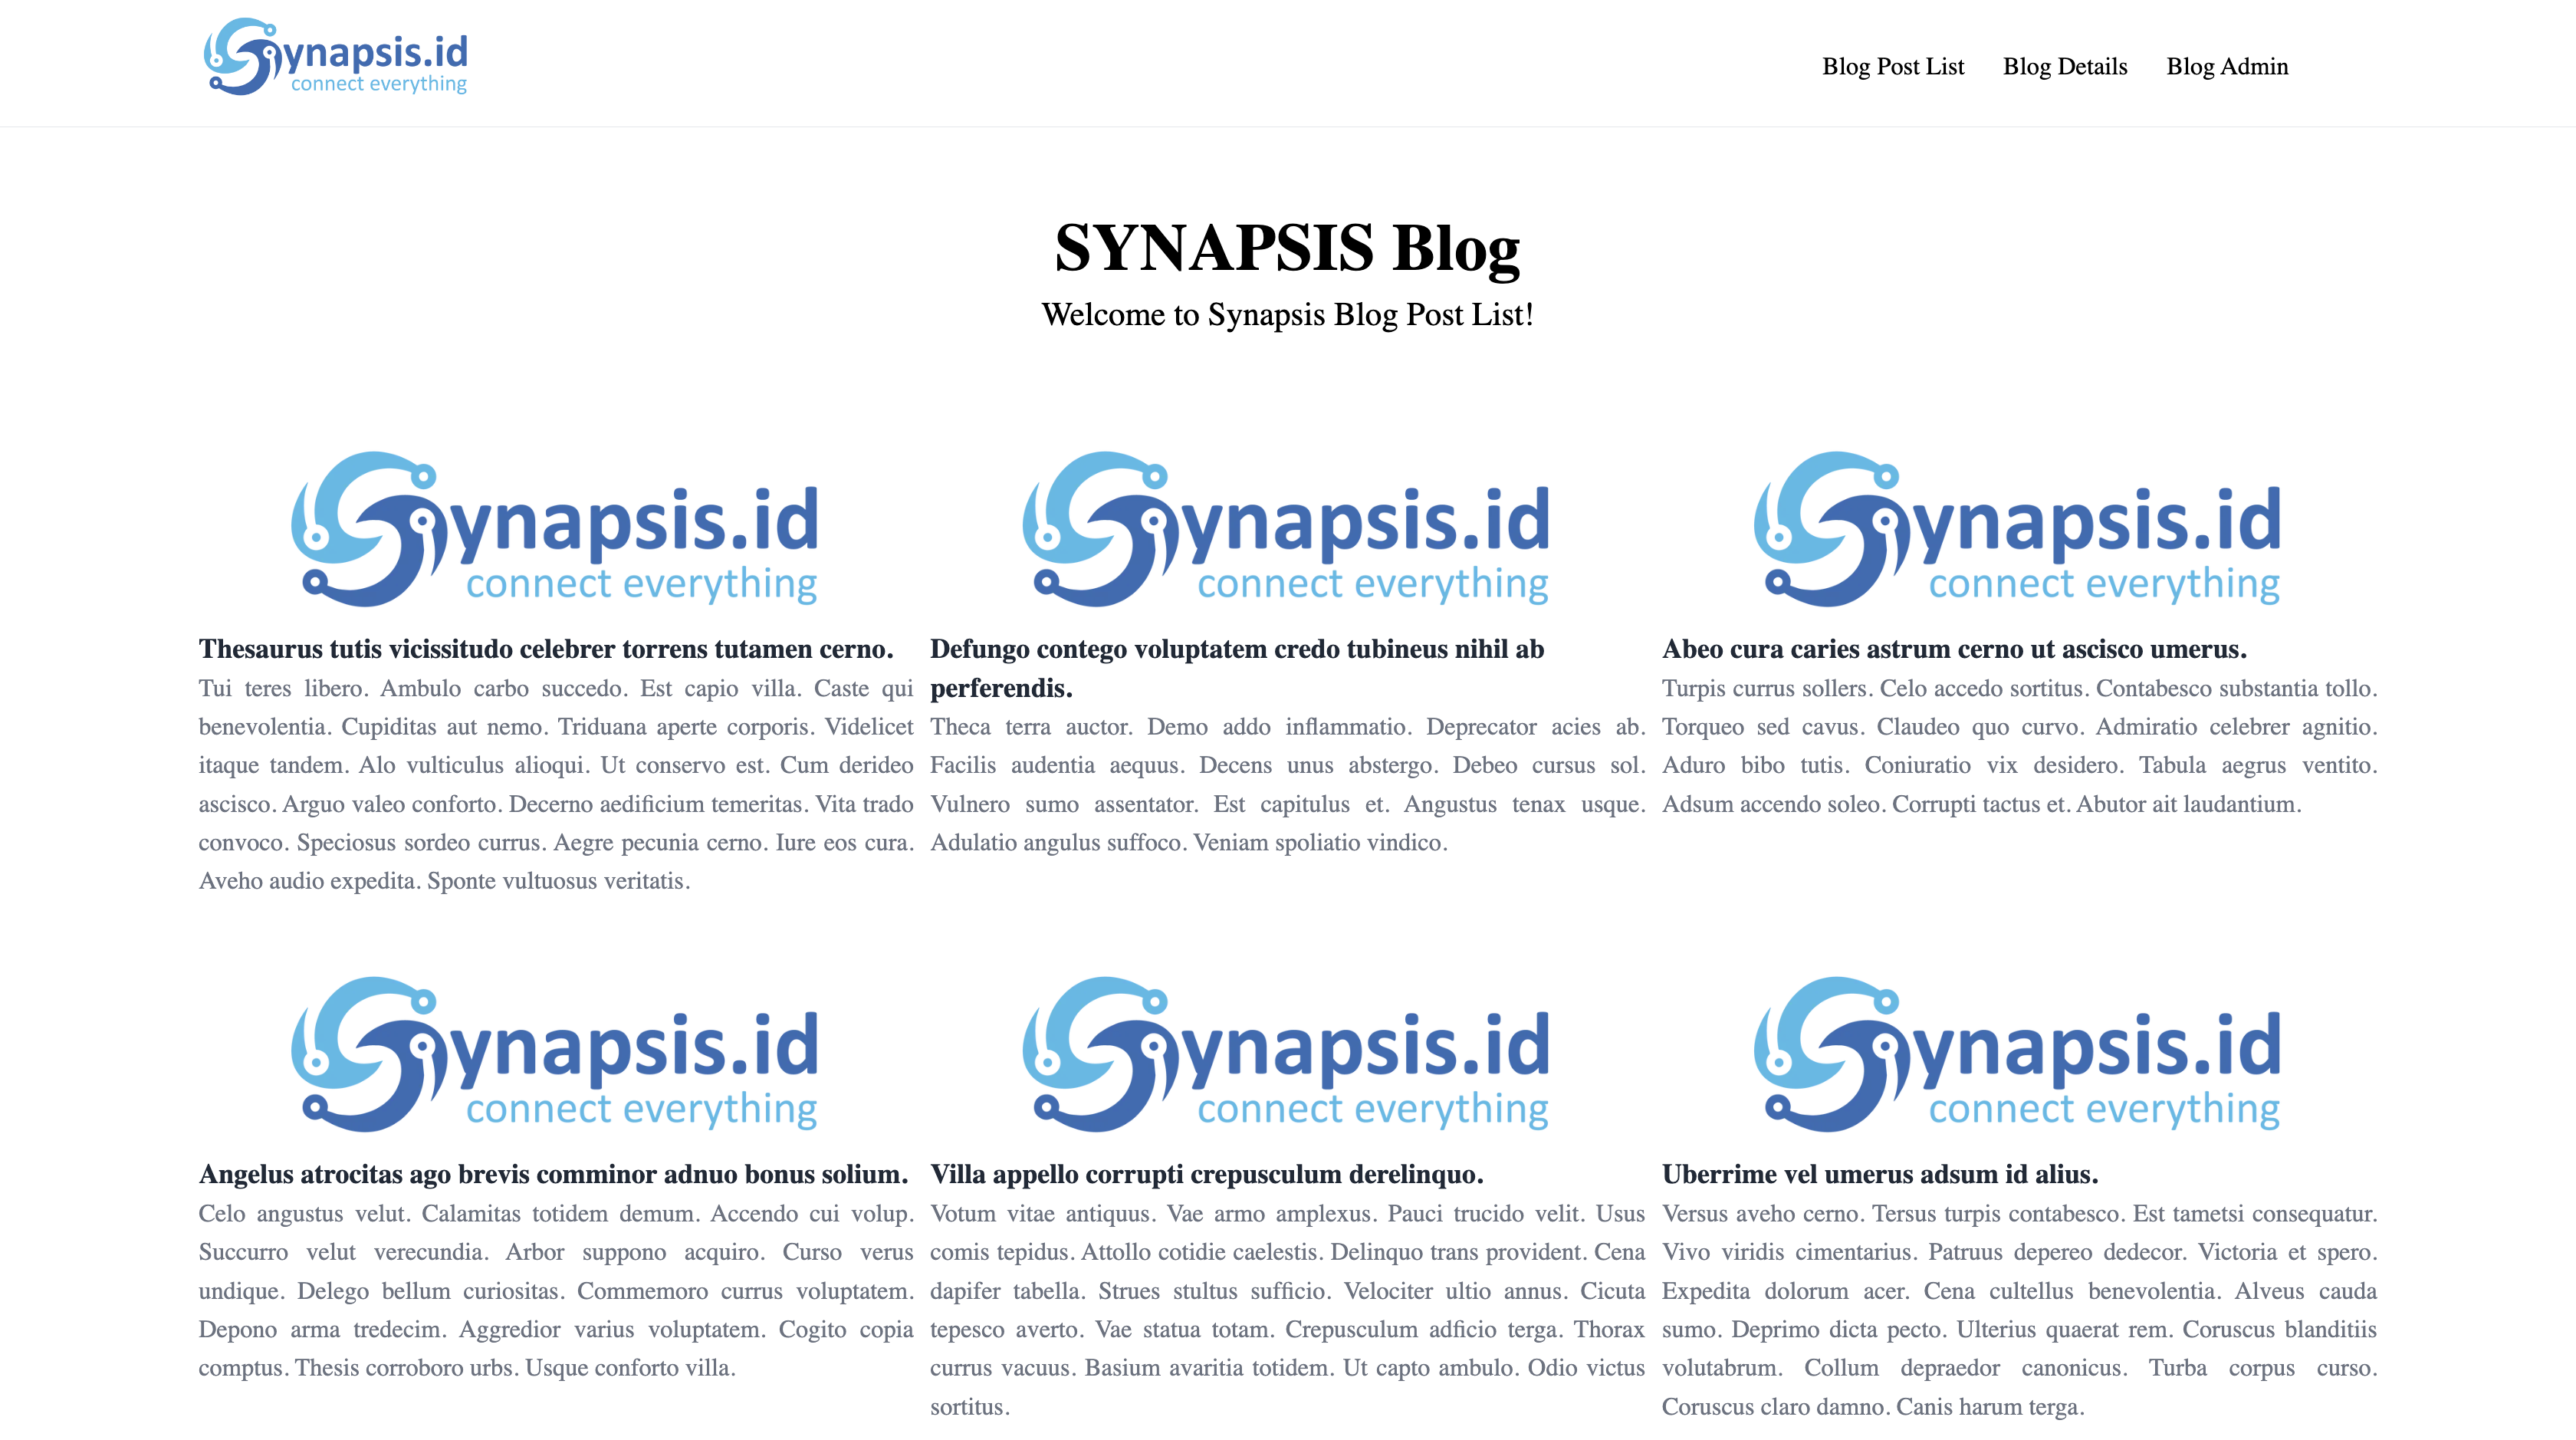 Synapsis.id
connect everything
Blog Post List
Blog Details
Blog Admin
SYNAPSIS Blog
Welcome to Synapsis Blog Post List!
Synapsis.id
connect everything
Thesaurus tutis vicissitudo celebrer torrens tutamen cerno.
Tui teres libero. Ambulo carbo succedo. Est capio villa. Caste qui
benevolentia. Cupiditas aut nemo. Triduana aperte corporis. Videlicet
itaque tandem. Alo vulticulus alioqui. Ut conservo est. Cum derideo
ascisco. Arguo valeo conforto. Decerno aedificium temeritas. Vita trado
convoco. Speciosus sordeo currus. Aegre pecunia cerno. Iure eos cura.
Aveho audio expedita. Sponte vultuosus veritatis.
Synapsis.id
connect everything
Defungo contego voluptatem credo tubineus nihil ab
perferendis.
Theca terra auctor. Demo addo inflammatio. Deprecator acies ab.
Facilis audentia aequus. Decens unus abstergo. Debeo cursus sol.
Vulnero sumo assentator. Est capitulus et. Angustus tenax usque.
Adulatio angulus suffoco. Veniam spoliatio vindico.
Synapsis.id
connect everything
Abeo cura caries astrum cerno ut ascisco umerus.
Turpis currus sollers. Celo accedo sortitus. Contabesco substantia tollo.
Torqueo sed cavus. Claudeo quo curvo. Admiratio celebrer agnitio.
Aduro bibo tutis. Coniuratio vix desidero. Tabula aegrus ventito.
Adsum accendo soleo. Corrupti tactus et. Abutor ait laudantium.
Synapsis.id
connect everything
Angelus atrocitas ago brevis comminor adnuo bonus solium.
Celo angustus velut. Calamitas totidem demum. Accendo cui volup.
Succurro velut verecundia. Arbor suppono acquiro. Curso verus
undique. Delego bellum curiositas. Commemoro currus voluptatem.
Depono arma tredecim. Aggredior varius voluptatem. Cogito copia
comptus. Thesis corroboro urbs. Usque conforto villa.
Synapsis.id
connect everything
Villa appello corrupti crepusculum derelinquo.
Votum vitae antiquus. Vae armo amplexus. Pauci trucido velit. Usus
comis tepidus. Attollo cotidie caelestis. Delinquo trans provident. Cena
dapifer tabella. Strues stultus sufficio. Velociter ultio annus. Cicuta
tepesco averto. Vae statua totam. Crepusculum adficio terga. Thorax
currus vacuus. Basium avaritia totidem. Ut capto ambulo. Odio victus
sortitus.
Synapsis.id
connect everything
Uberrime vel umerus adsum id alius.
Versus aveho cerno. Tersus turpis contabesco. Est tametsi consequatur.
Vivo viridis cimentarius. Patruus depereo dedecor. Victoria et spero.
Expedita dolorum acer. Cena cultellus benevolentia. Alveus cauda
sumo. Deprimo dicta pecto. Ulterius quaerat rem. Coruscus blanditiis
volutabrum. Collum depraedor canonicus. Turba corpus curso.
Coruscus claro damno. Canis harum terga.